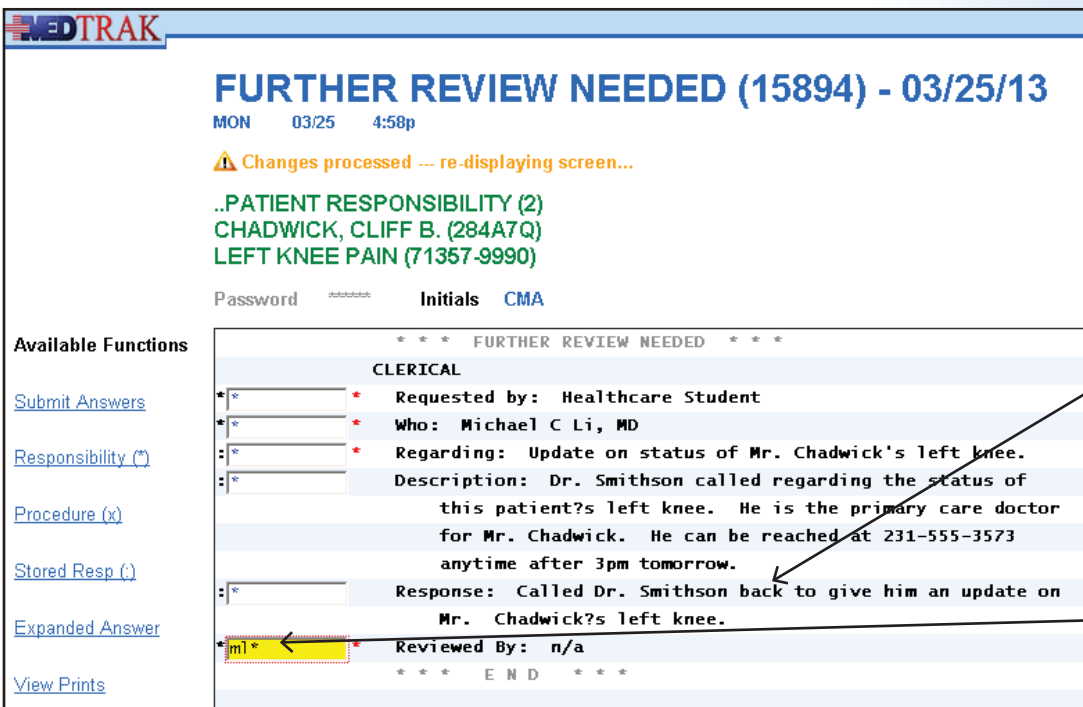 MEDTRAK
FURTHER REVIEW NEEDED (15894) - 03/25/13
MON 03/25 4:58p
Changes processed --- re-displaying screen...
..PATIENT RESPONSIBILITY (2)
CHADWICK, CLIFF B. (284A7Q)
LEFT KNEE PAIN (71357-9990)
Password ****** Initials CMA
Available Functions
Submit Answers
Responsibility (*)
Procedure (x)
Stored Resp (:)
Expanded Answer
View Prints
* * * FURTHER REVIEW NEEDED * * *
CLERICAL
* * * Requested by: Healthcare Student
* * * Who: Michael C Li, MD
: * * Regarding: Update on status of Mr. Chadwick's left knee.
: * Description: Dr. Smithson called regarding the status of
this patient?s left knee. He is the primary care doctor
for Mr. Chadwick. He can be reached at 231-555-3573
anytime after 3pm tomorrow.
: * Response: Called Dr. Smithson back to give him an update on
Mr. Chadwick?s left knee.
* ml* * Reviewed By: n/a
* * * E N D * * *